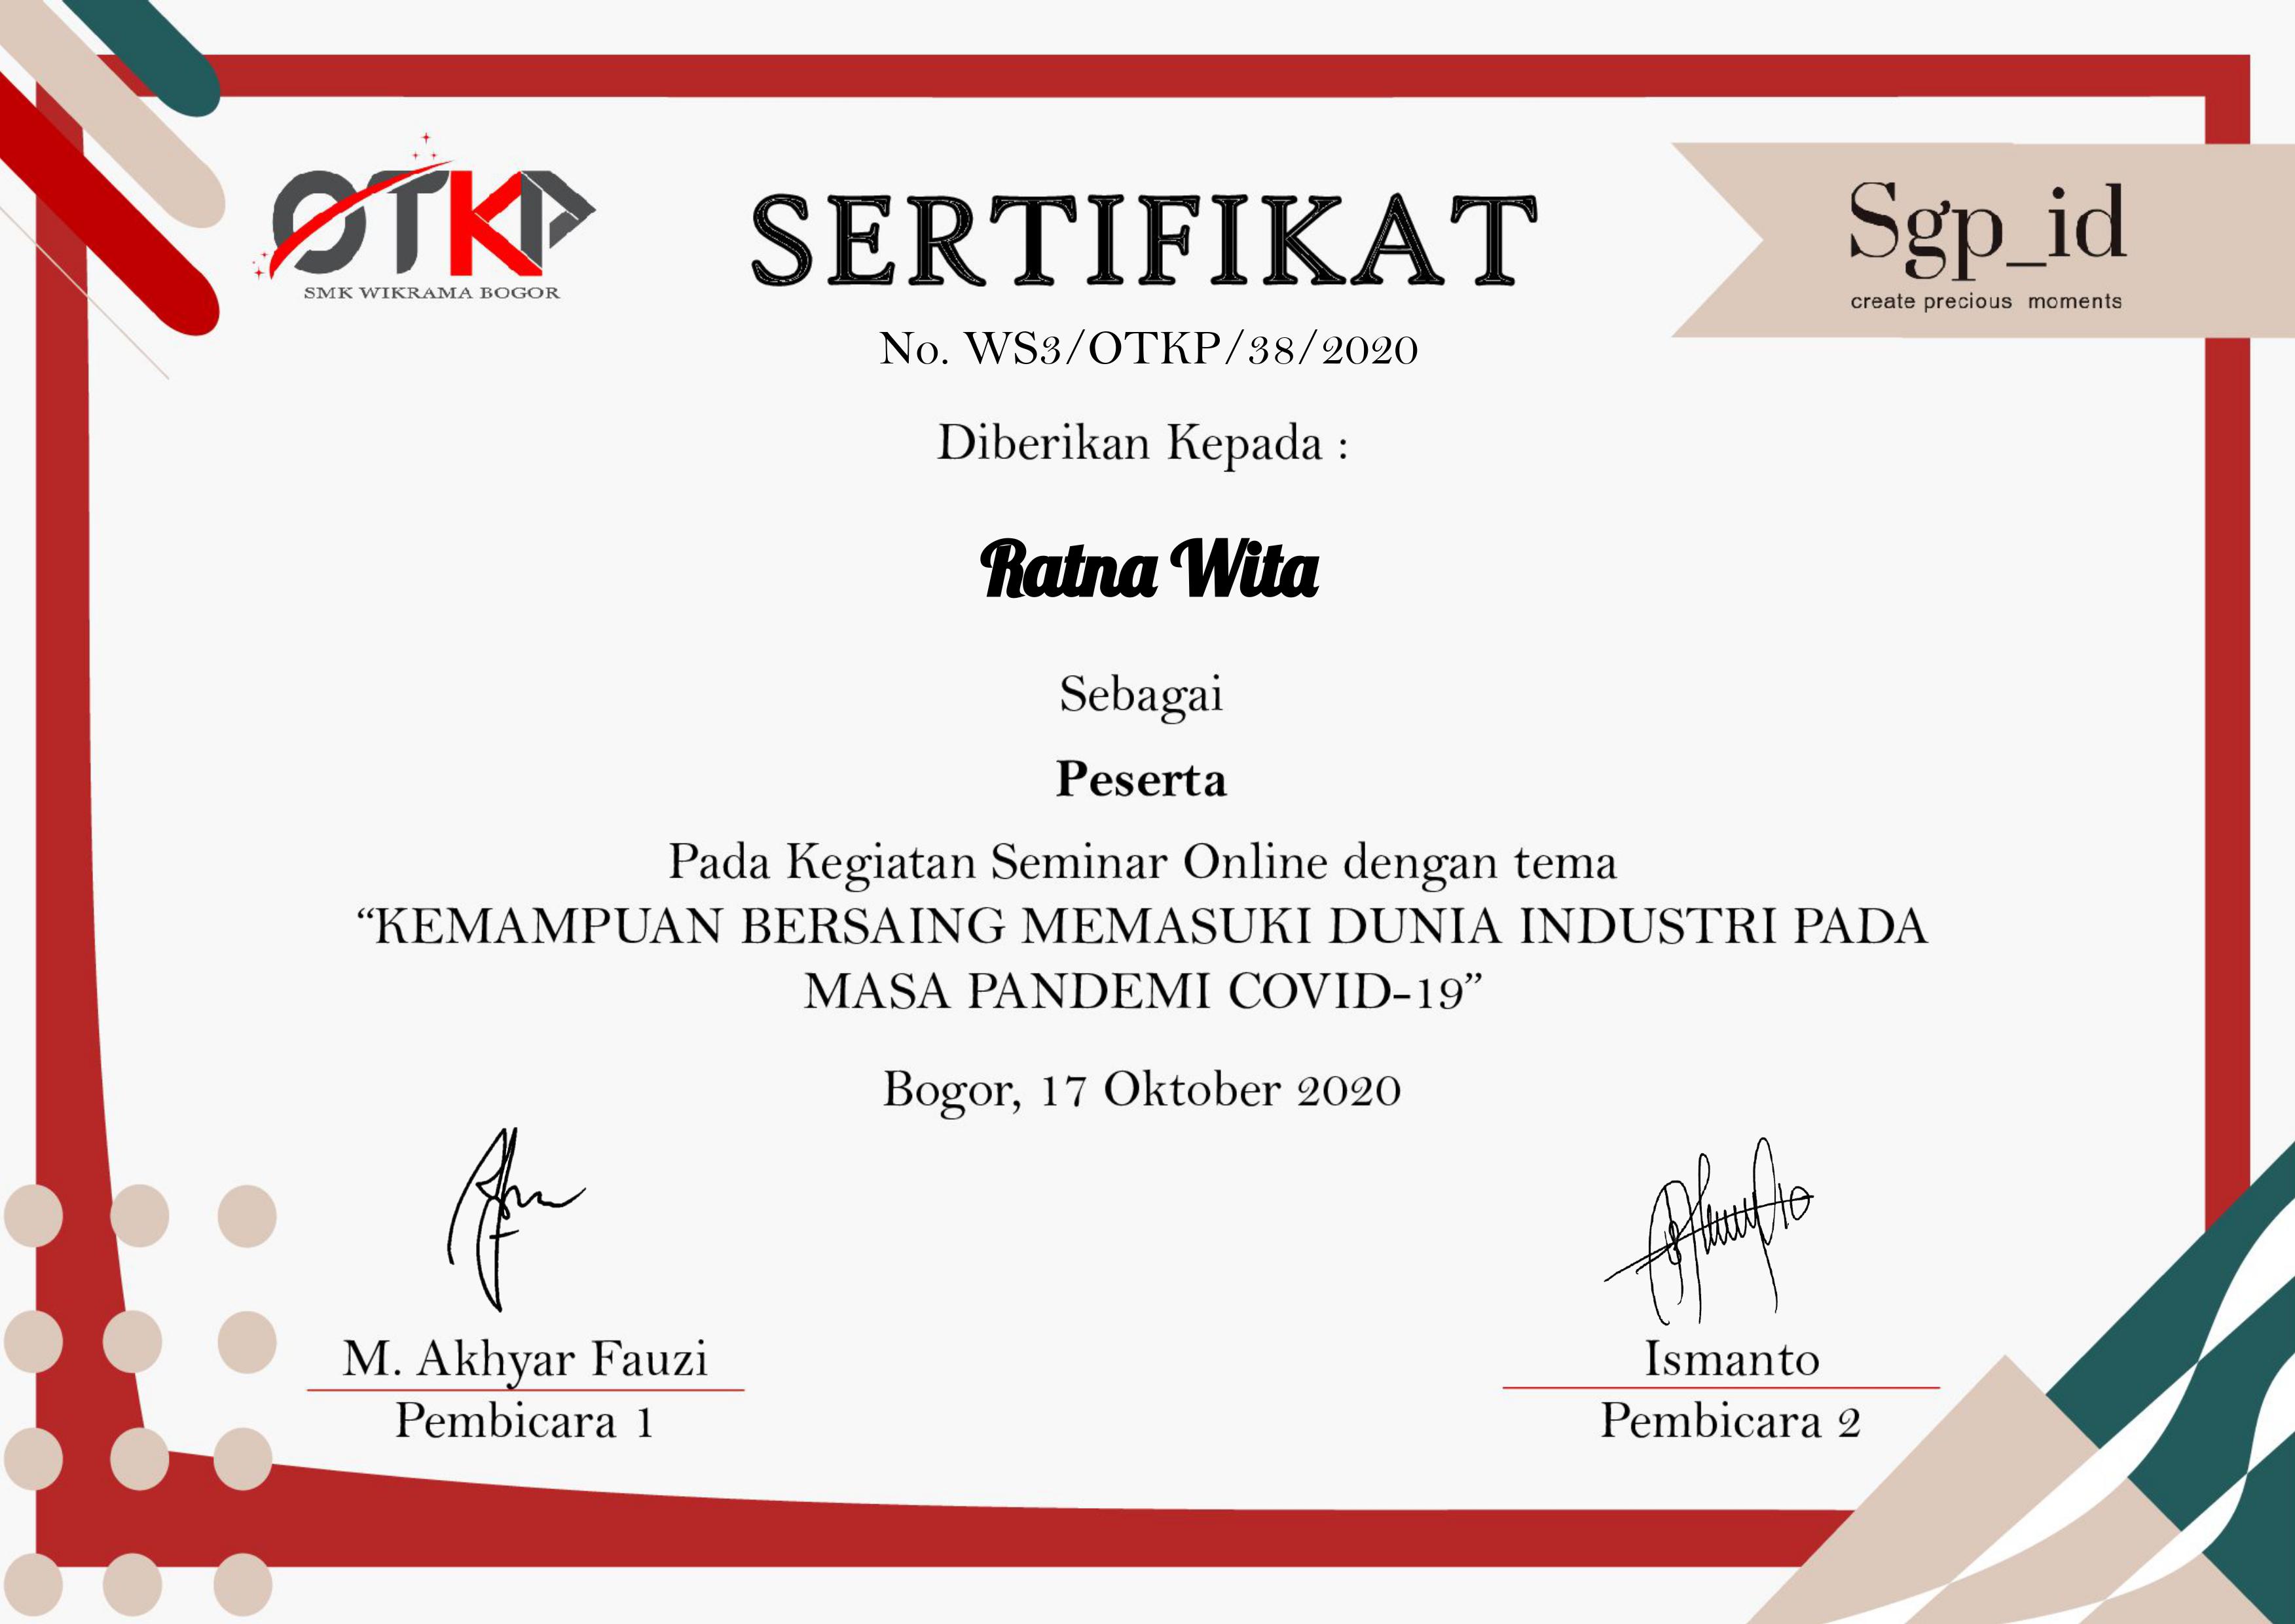 OTKP
SMK WIKRAMA BOGOR
SERTIFIKAT
Sgp_id
create precious moments
No. WS3/OTKP/38/2020
Diberikan Kepada :
Ratna Wita
Sebagai
Peserta
Pada Kegiatan Seminar Online dengan tema
“KEMAMPUAN BERSAING MEMASUKI DUNIA INDUSTRI PADA
MASA PANDEMI COVID-19”
Bogor, 17 Oktober 2020
M. Akhyar Fauzi
Pembicara 1
Ismanto
Pembicara 2